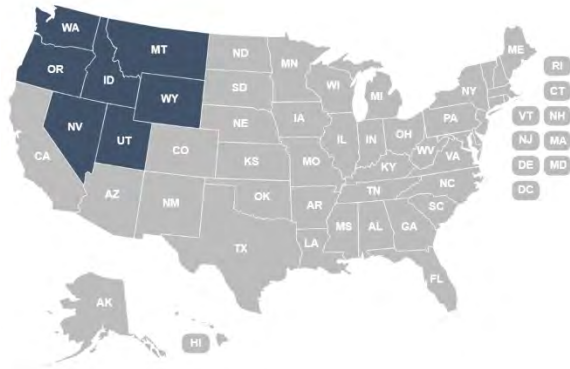 WA
MT
ND
MN
ME
OR
ID
SD
WI
MI
NY
RI
WY
CT
NE
IA
PA
VT NH
NV
UT
IL
IN
OH
NJ MA
CA
CO
KS
MO
WV
VA
KY
DE MD
AZ
NM
OK
AR
TN
NC
DC
SC
MS
AL
GA
TX
LA
FL
AK
HI